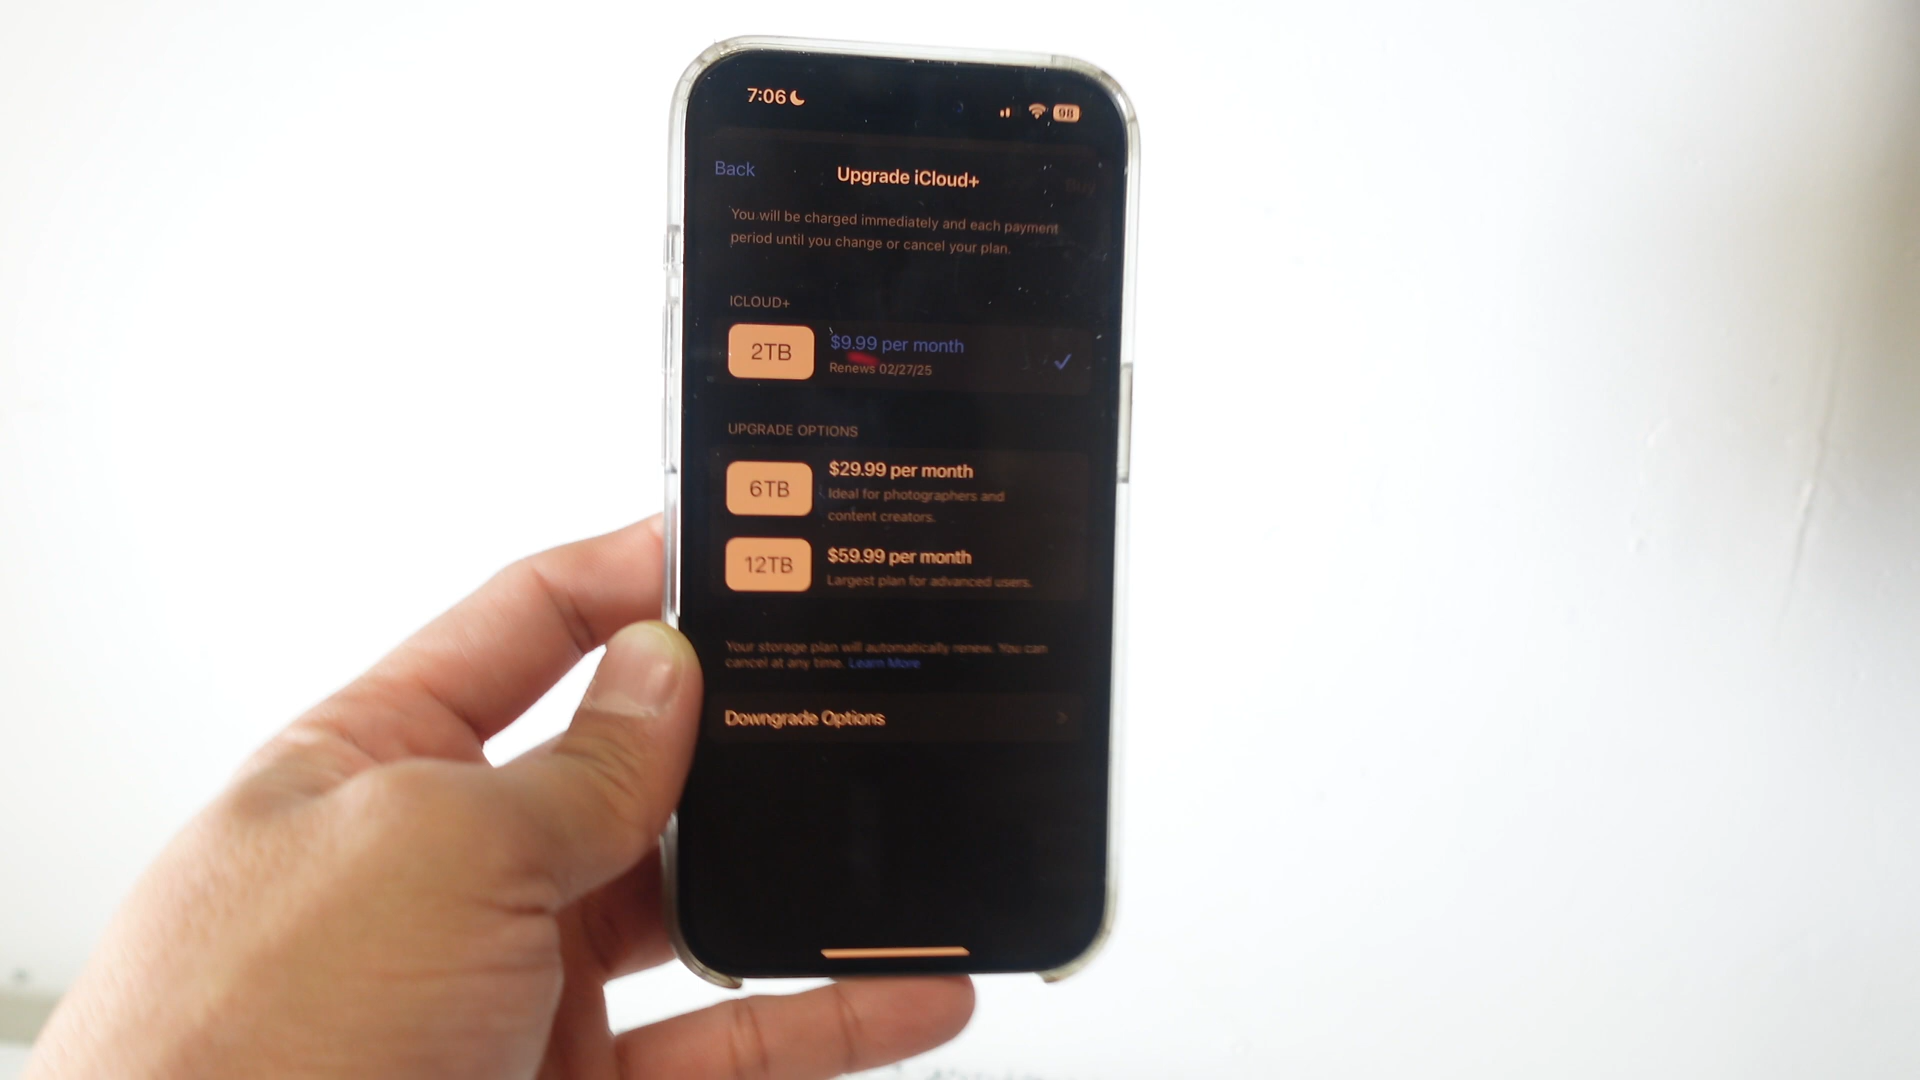 7:06
98
Back
Upgrade iCloud+
Buy
You will be charged immediately and each payment
period until you change or cancel your plan.
ICLOUD+
2TB
$9.99 per month
Renews 02/27/25
UPGRADE OPTIONS
6TB
$29.99 per month
Ideal for photographers and
content creators.
12TB
$59.99 per month
Largest plan for advanced users.
Your storage plan will automatically renew. You can
cancel at any time. Learn More
Downgrade Options